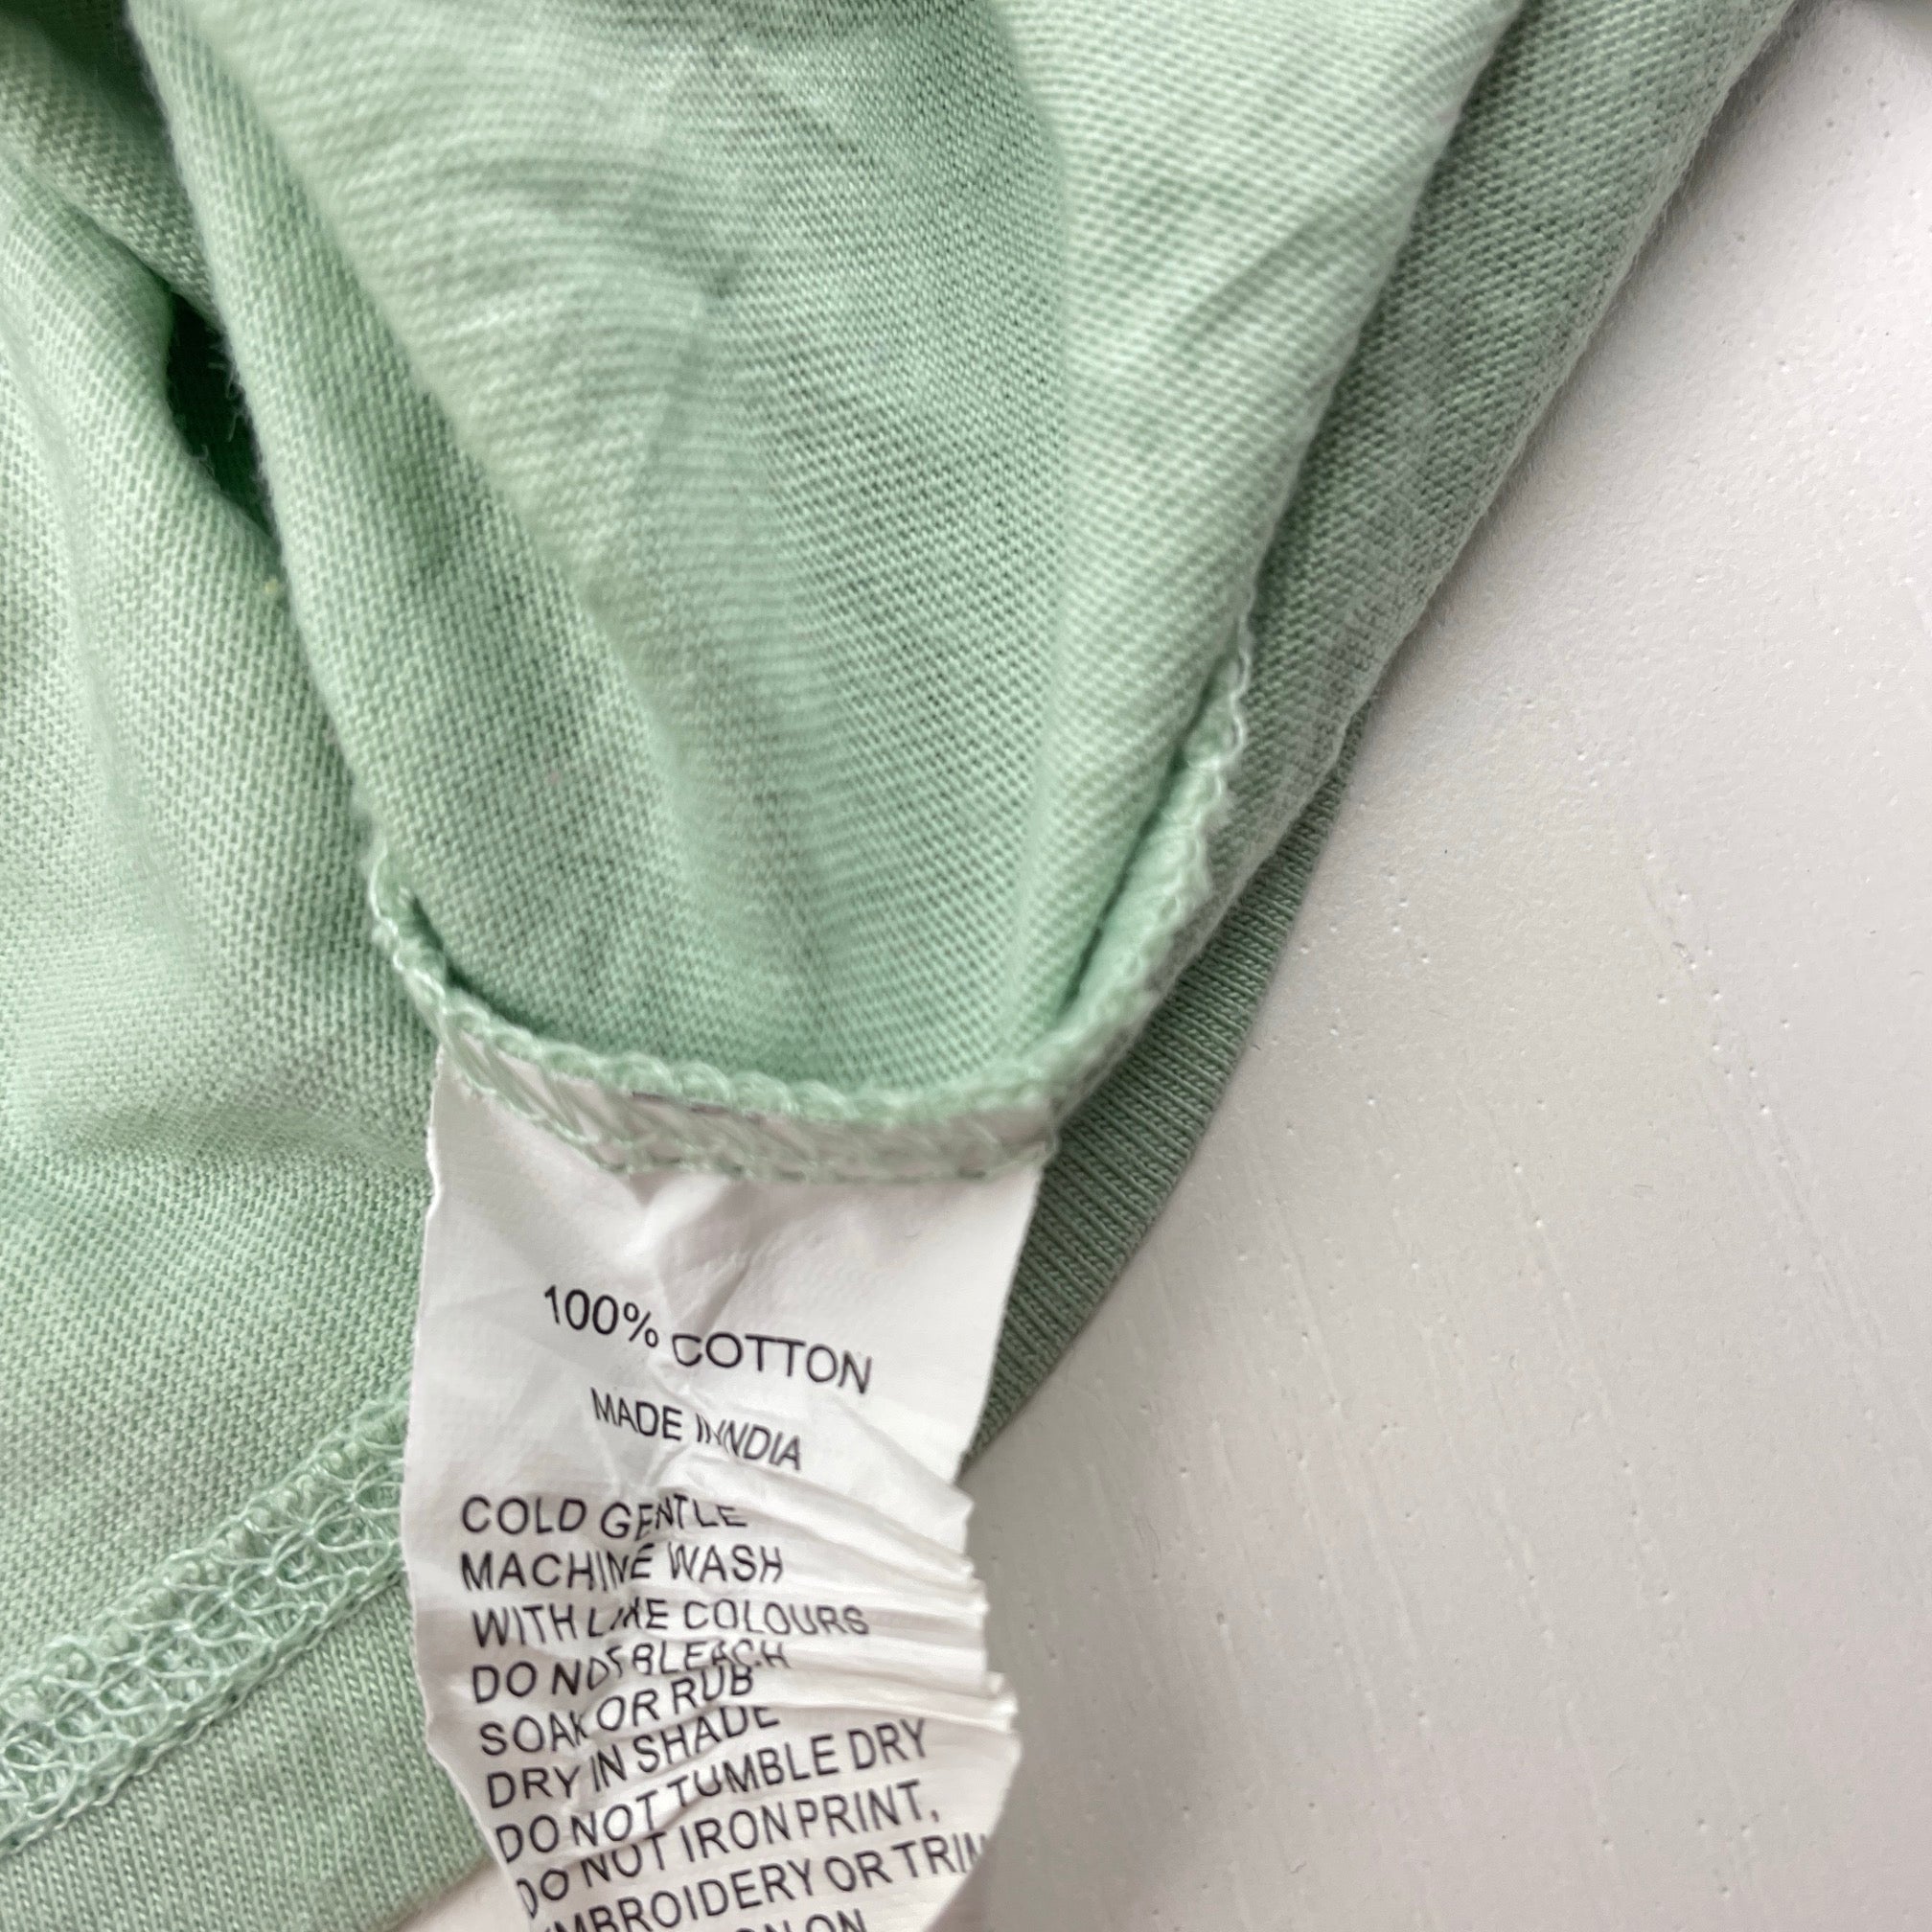 100% COTTON
MADE IN INDIA
COLD GENTLE
MACHINE WASH
WITH LIKE COLOURS
DO NOT BLEACH
SOAK OR RUB
DRY IN SHADE
DO NOT TUMBLE DRY
DO NOT IRON PRINT,
EMBROIDERY OR TRIM